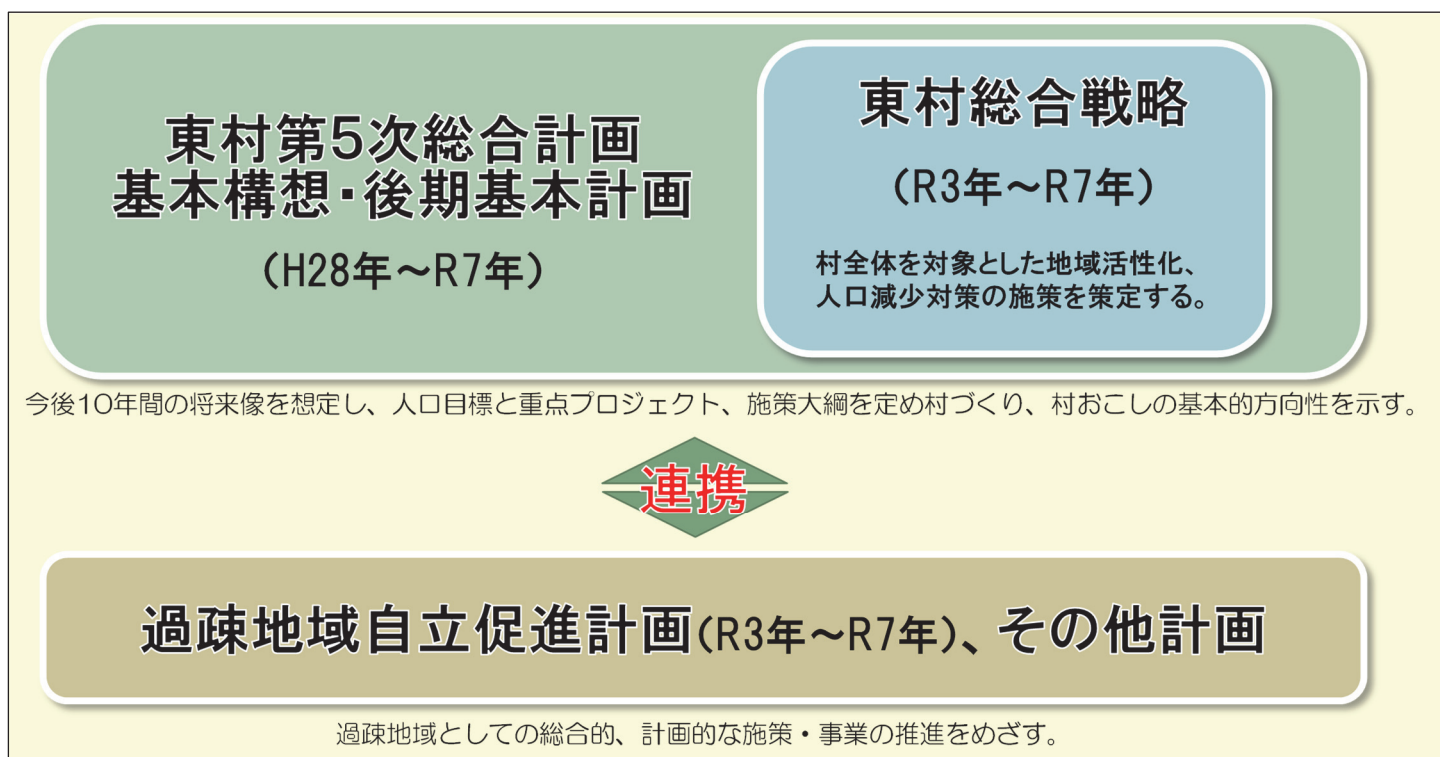 東村第5次総合計画
基本構想・後期基本計画
（H28年～R7年）
東村総合戦略
（R3年～R7年）
村全体を対象とした地域活性化、
人口減少対策の施策を策定する。
今後10年間の将来像を想定し、人口目標と重点プロジェクト、施策大綱を定め村づくり、村おこしの基本的方向性を示す。
連携
過疎地域自立促進計画（R3年～R7年）、その他計画
過疎地域としての総合的、計画的な施策・事業の推進をめざす。